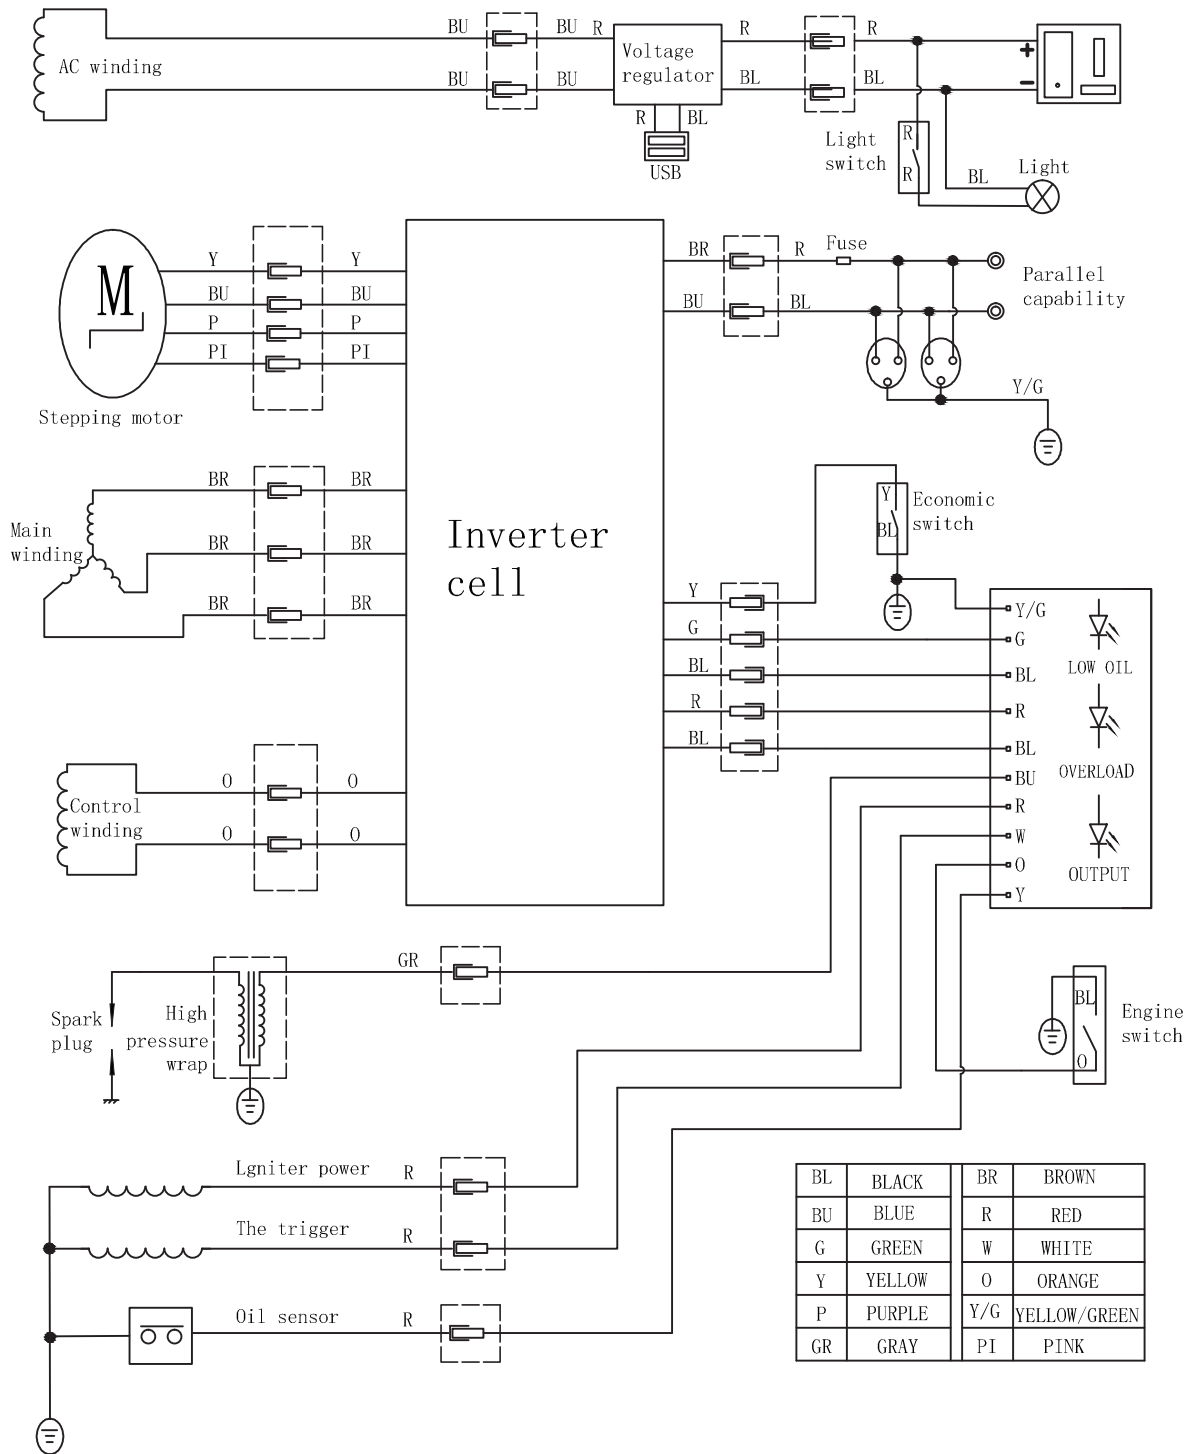 BU BU R R R
AC winding
Voltage
regulator
+
BU BU BL BL −
R BL
USB
Light
switch
R
R
BL
Light
M
Y Y
BU BU
P P
PI PI
Stepping motor
BR R Fuse
BU BL
Parallel
capability
Y/G
Main
winding
BR BR
BR BR
BR BR
Inverter
cell
Y
BL
Economic
switch
Y
G
BL
R
BL
Y/G
G
BL
R
BL
BU
R
W
O
Y
LOW OIL
OVERLOAD
OUTPUT
Control
winding
O O
O O
GR
Spark
plug
High
pressure
wrap
BL
O
Engine
switch
Lgniter power R
The trigger R
Oil sensor R
BL BLACK BR BROWN
BU BLUE R RED
G GREEN W WHITE
Y YELLOW O ORANGE
P PURPLE Y/G YELLOW/GREEN
GR GRAY PI PINK